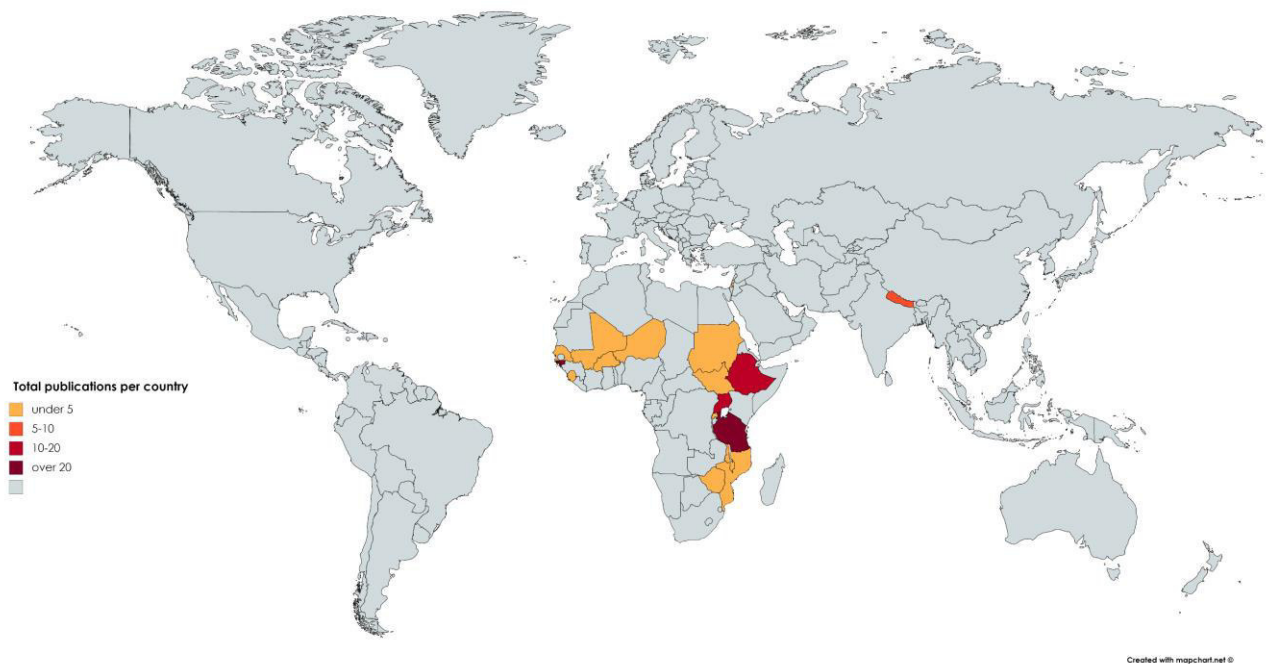 Total publications per country
under 5
5-10
10-20
over 20
Created with mapchart.net ©